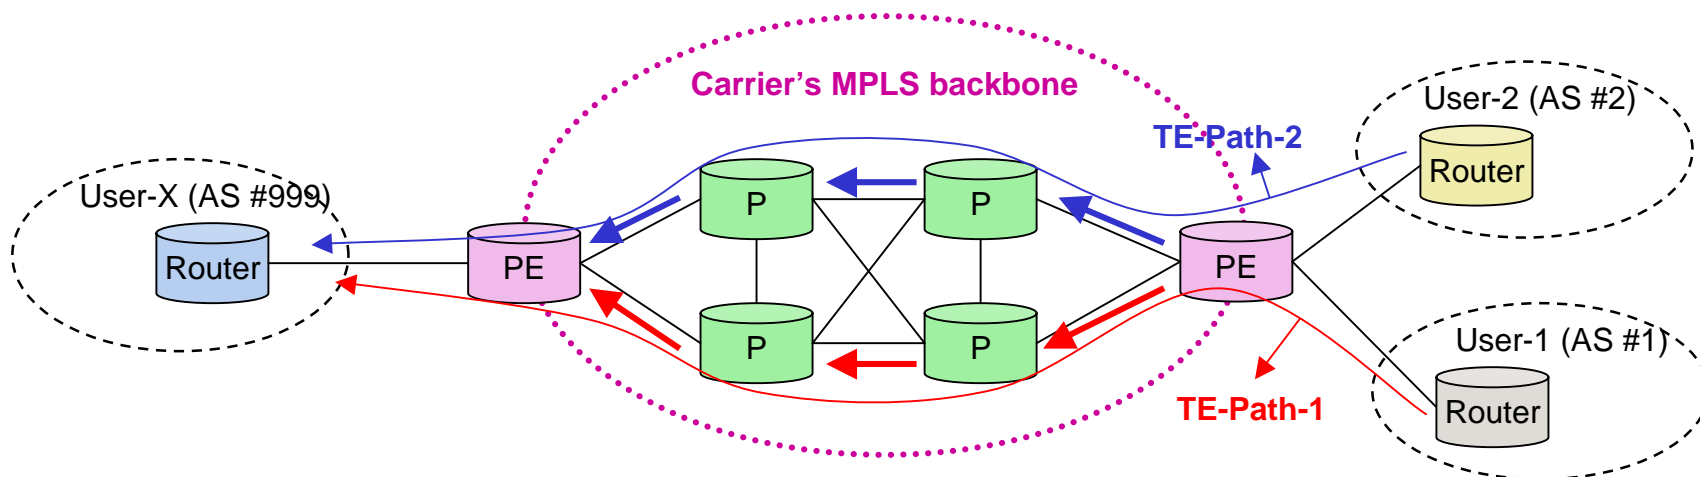 Carrier’s MPLS backbone
User-2 (AS #2)
TE-Path-2
Router
User-X (AS #999)
P
P
Router
PE
PE
P
P
User-1 (AS #1)
TE-Path-1
Router